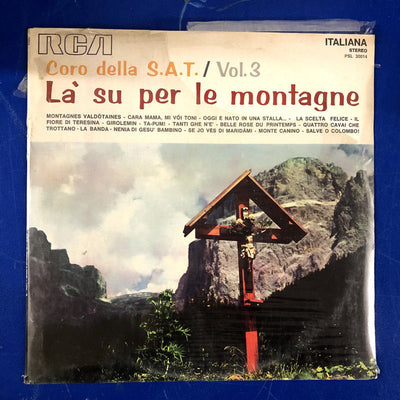 RCA
ITALIANA
STEREO
PSL 30014
Coro della S.A.T. / Vol.3
La' su per le montagne
MONTAGNES VALDÔTAINES - CARA MAMA, MI VÔI TONI - OGGI E NATO IN UNA STALLA... - LA SCELTA FELICE - IL
FIORE DI TERESINA - GIROLEMIN - TA-PUM! - TANTI GHE N'E' - BELLE ROSE DU PRINTEMPS - QUATTRO CAVAI CHE
TROTTANO - LA BANDA - NENIA DI GESU' BAMBINO - SE JO VES DI MARIDÂMI - MONTE CANINO - SALVE O COLOMBO!